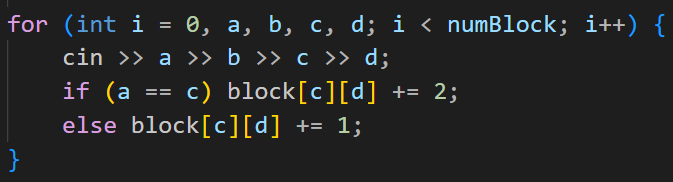 for (int i = 0, a, b, c, d; i < numBlock; i++) {
    cin >> a >> b >> c >> d;
    if (a == c) block[c][d] += 2;
    else block[c][d] += 1;
}